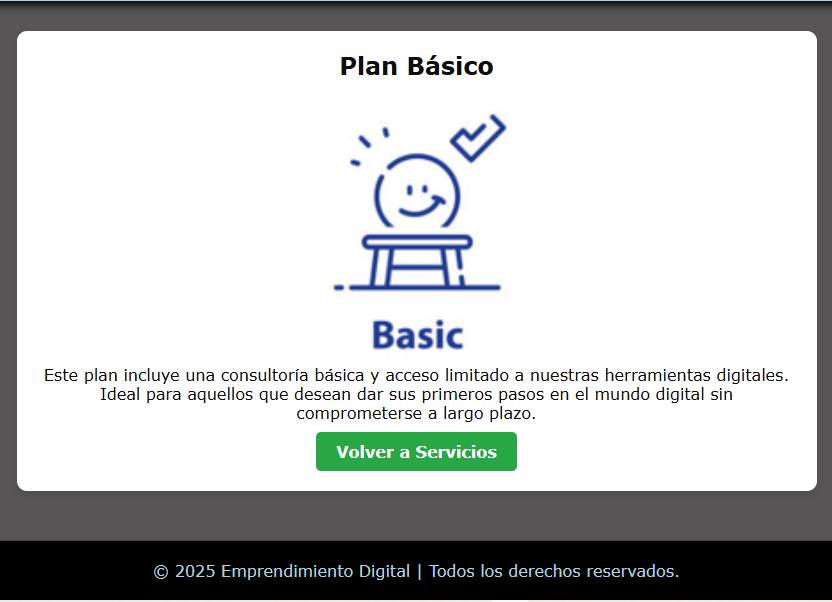 Plan Básico
Basic
Este plan incluye una consultoría básica y acceso limitado a nuestras herramientas digitales.
Ideal para aquellos que desean dar sus primeros pasos en el mundo digital sin
comprometerse a largo plazo.
Volver a Servicios
© 2025 Emprendimiento Digital | Todos los derechos reservados.